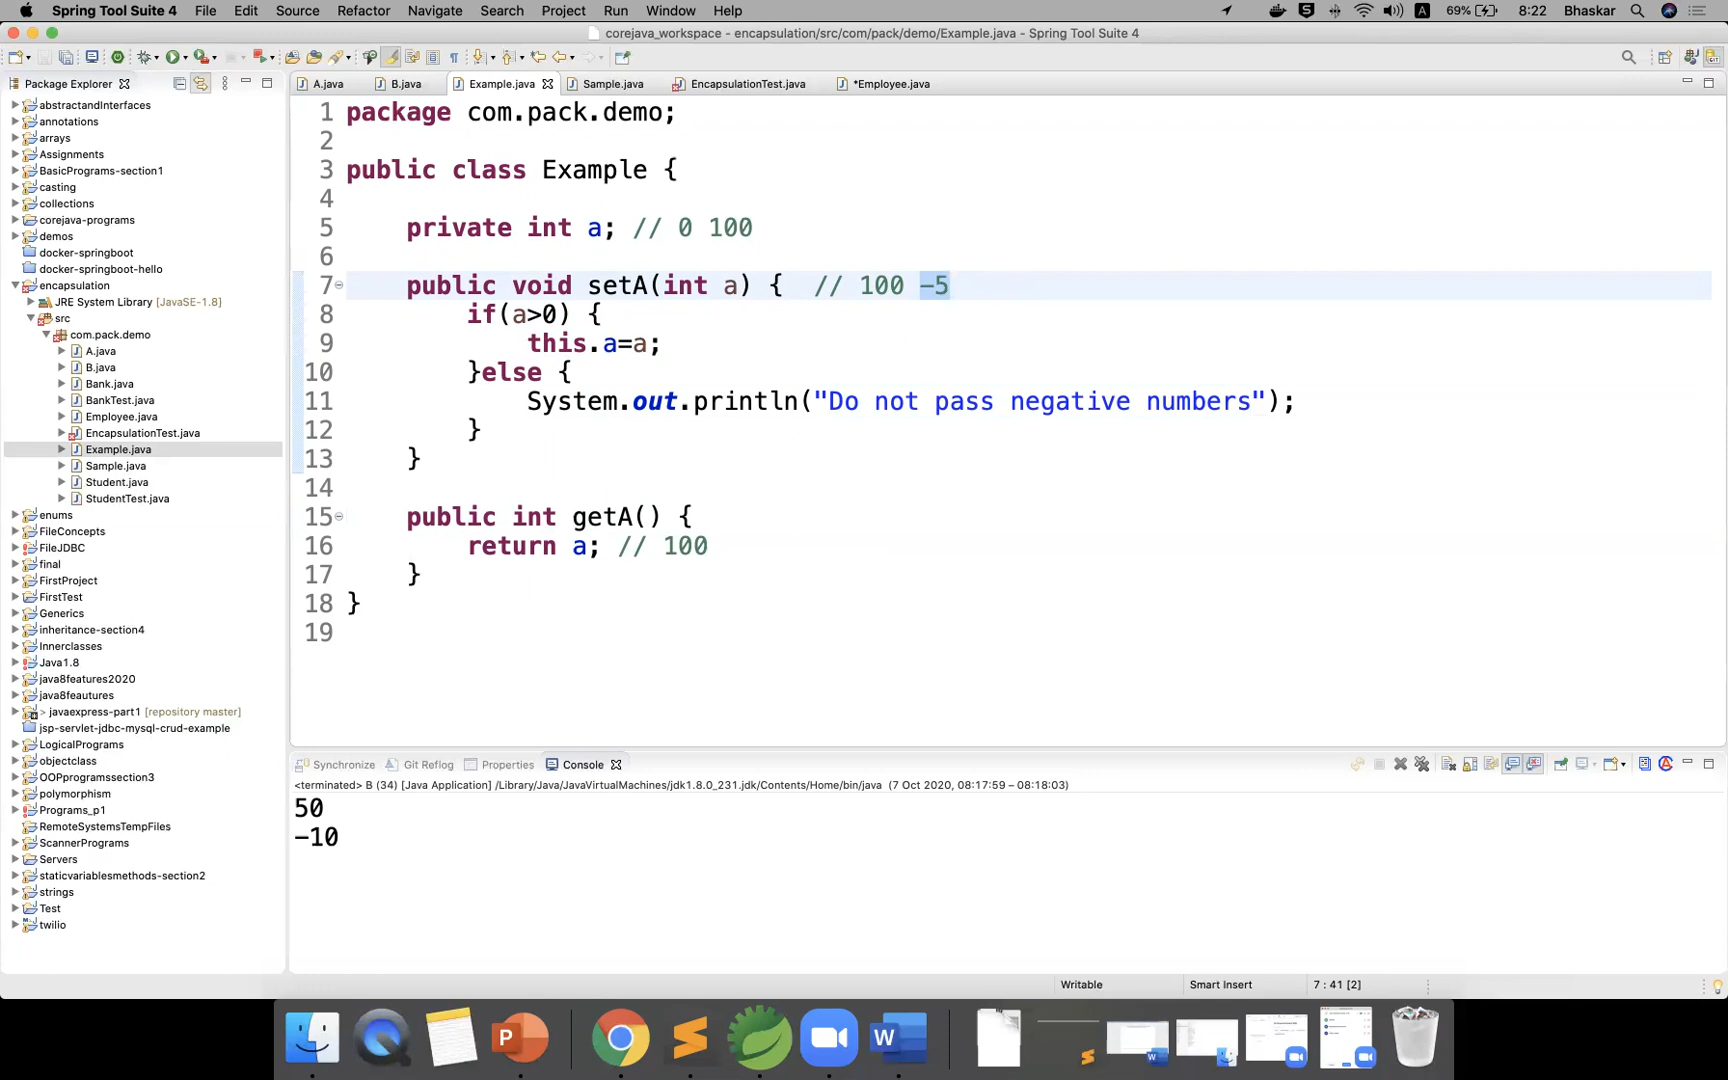 Spring Tool Suite 4 File Edit Source Refactor Navigate Search Project Run Window Help 69% 8:22 Bhaskar
corejava_workspace - encapsulation/src/com/pack/demo/Example.java - Spring Tool Suite 4
Package Explorer
A.java B.java Example.java Sample.java EncapsulationTest.java *Employee.java
abstractandInterfaces
annotations
arrays
Assignments
BasicPrograms-section1
casting
collections
corejava-programs
demos
docker-springboot
docker-springboot-hello
encapsulation
JRE System Library [JavaSE-1.8]
src
com.pack.demo
A.java
B.java
Bank.java
BankTest.java
Employee.java
EncapsulationTest.java
Example.java
Sample.java
Student.java
StudentTest.java
enums
FileConcepts
FileJDBC
final
FirstProject
FirstTest
Generics
inheritance-section4
Innerclasses
Java1.8
java8features2020
java8feautures
> javaexpress-part1 [repository master]
jsp-servlet-jdbc-mysql-crud-example
LogicalPrograms
objectclass
OOPprogramssection3
polymorphism
Programs_p1
RemoteSystemsTempFiles
ScannerPrograms
Servers
staticvariablesmethods-section2
strings
Test
twilio
1 package com.pack.demo;
2
3 public class Example {
4
5 private int a; // 0 100
6
7 public void setA(int a) { // 100 -5
8 if(a>0) {
9 this.a=a;
10 }else {
11 System.out.println("Do not pass negative numbers");
12 }
13 }
14
15 public int getA() {
16 return a; // 100
17 }
18 }
19
Synchronize Git Reflog Properties Console
<terminated> B (34) [Java Application] /Library/Java/JavaVirtualMachines/jdk1.8.0_231.jdk/Contents/Home/bin/java (7 Oct 2020, 08:17:59 – 08:18:03)
50
-10
Writable Smart Insert 7 : 41 [2]